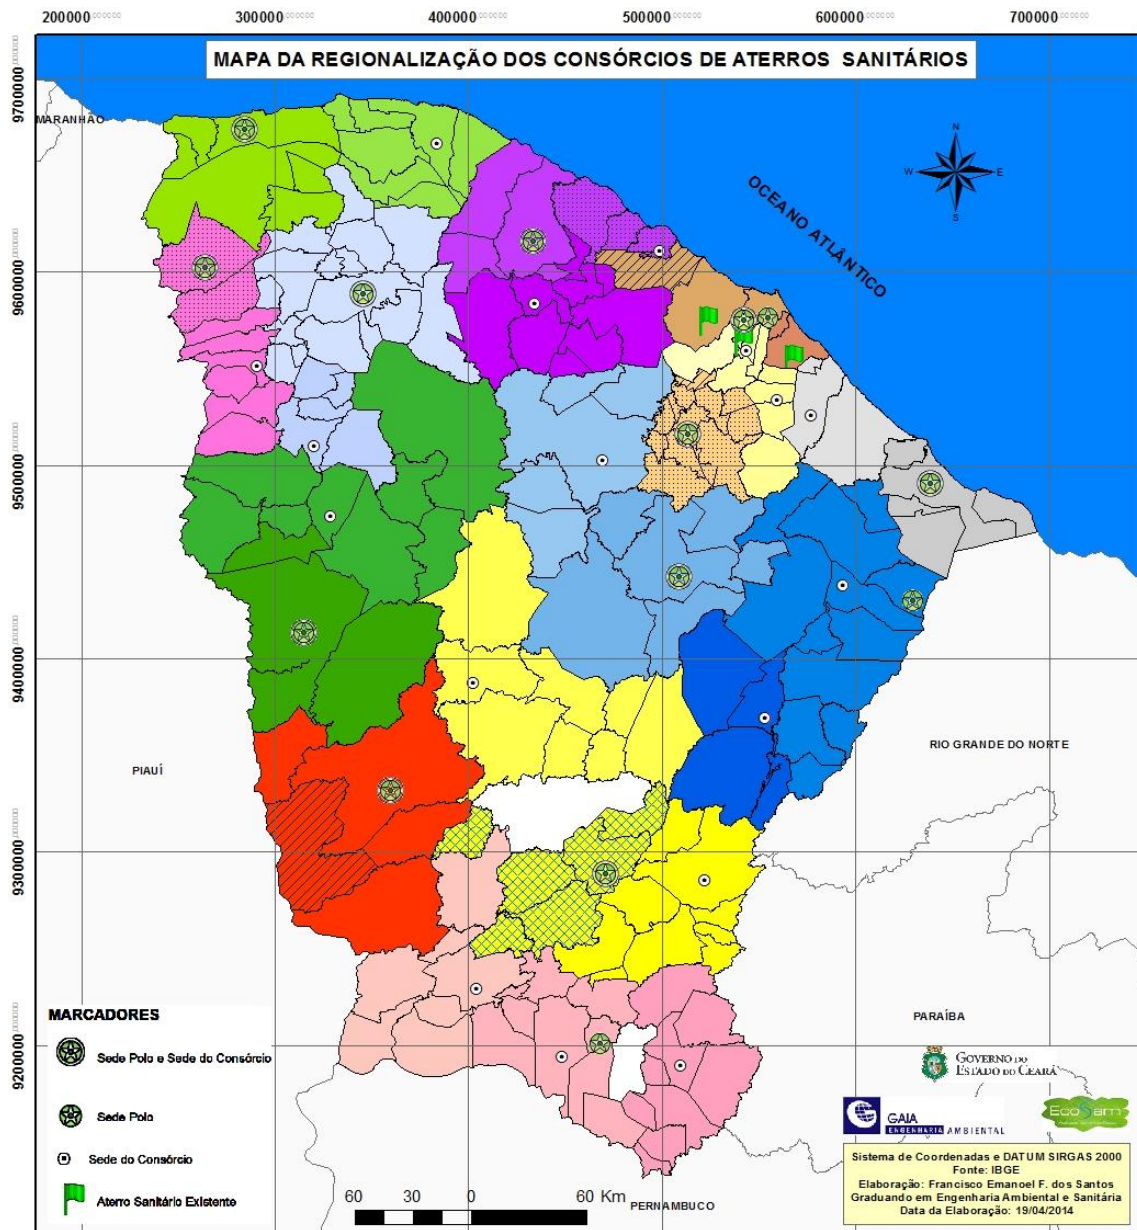 200000 300000 400000 500000 600000 700000
MAPA DA REGIONALIZAÇÃO DOS CONSÓRCIOS DE ATERROS SANITÁRIOS
9700000
MARANHÃO
N
W E
S
OCEANO ATLÂNTICO
9600000
9500000
9400000
RIO GRANDE DO NORTE
PIAUÍ
9300000
9200000
PARAÍBA
MARCADORES
Sede Polo e Sede do Consórcio
Sede Polo
Sede do Consórcio
Aterro Sanitário Existente
60 30 0 60 Km
PERNAMBUCO
GOVERNO DO
ESTADO DO CEARÁ
GAIA
ENGENHARIA AMBIENTAL
EcoSam
Sistema de Coordenadas e DATUM SIRGAS 2000
Fonte: IBGE
Elaboração: Francisco Emanoel F. dos Santos
Graduando em Engenharia Ambiental e Sanitária
Data da Elaboração: 19/04/2014